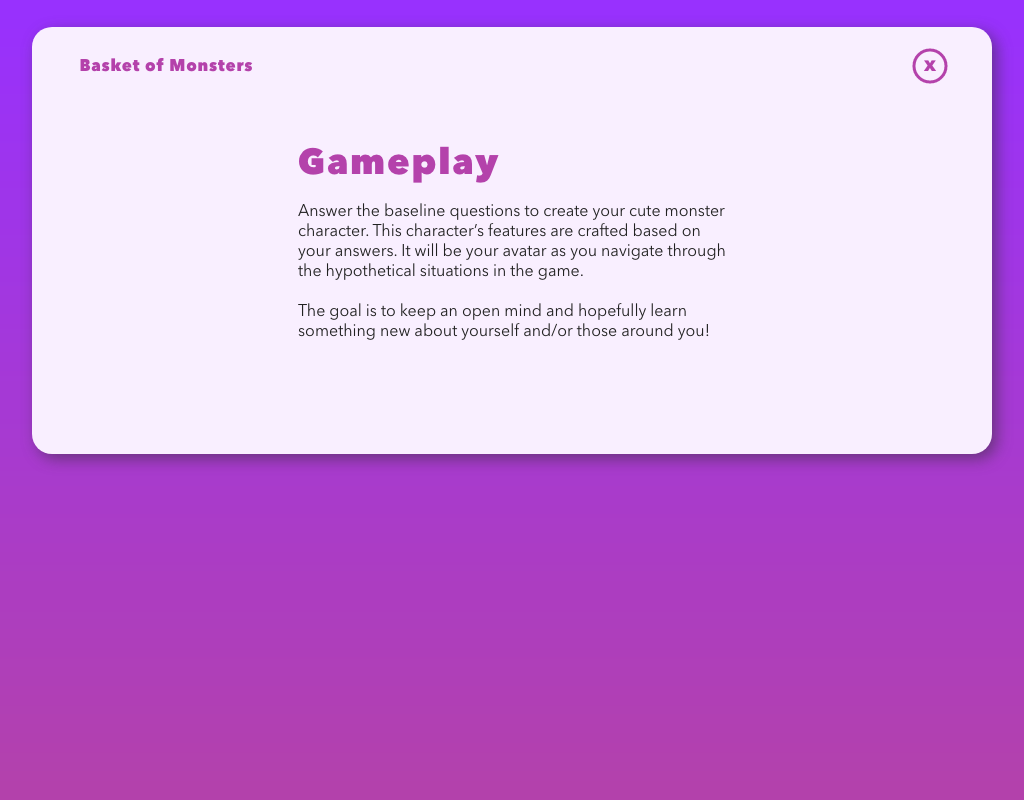 Basket of Monsters
X
Gameplay
Answer the baseline questions to create your cute monster
character. This character’s features are crafted based on
your answers. It will be your avatar as you navigate through
the hypothetical situations in the game.
The goal is to keep an open mind and hopefully learn
something new about yourself and/or those around you!